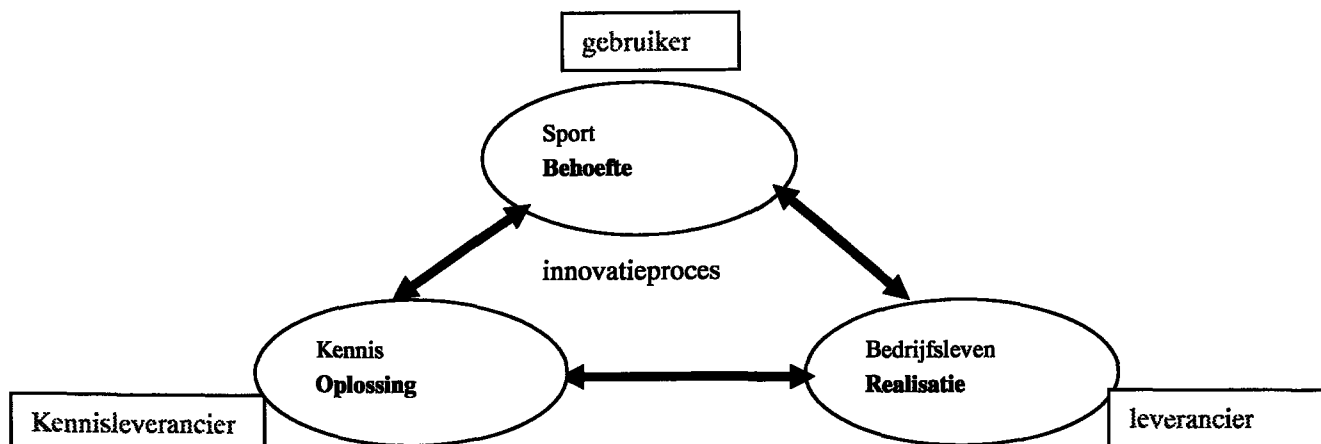 gebruiker
Sport
Behoefte
innovatieproces
Kennis
Oplossing
Bedrijfsleven
Realisatie
Kennisleverancier
leverancier